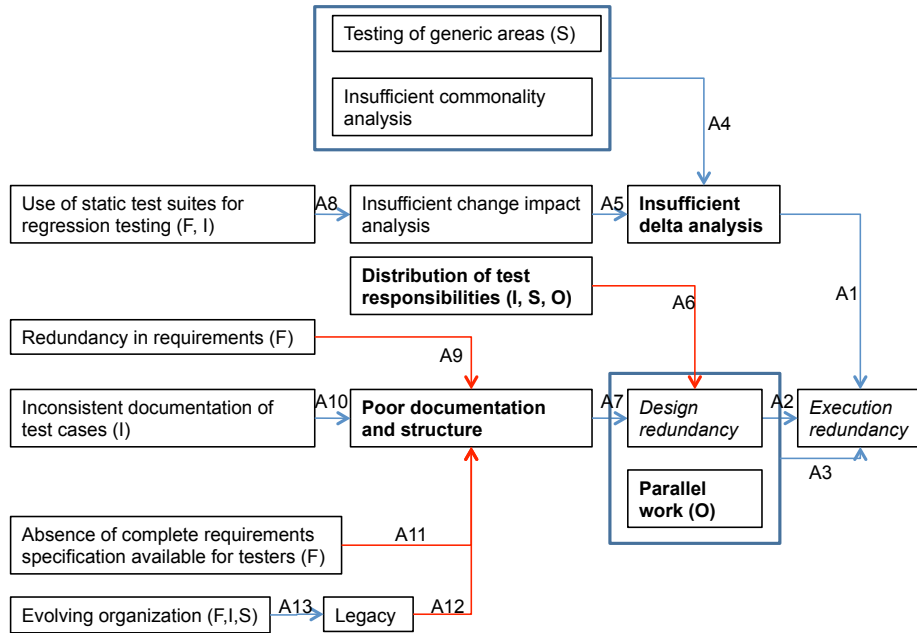 Testing of generic areas (S)
Insufficient commonality
analysis
A4
Use of static test suites for
regression testing (F, I)
A8
Insufficient change impact
analysis
A5
Insufficient
delta analysis
Distribution of test
responsibilities (I, S, O)
A6
A1
Redundancy in requirements (F)
A9
Inconsistent documentation of
test cases (I)
A10
Poor documentation
and structure
A7
Design
redundancy
A2
Execution
redundancy
A3
Parallel
work (O)
Absence of complete requirements
specification available for testers (F)
A11
Evolving organization (F,I,S)
A13
Legacy
A12